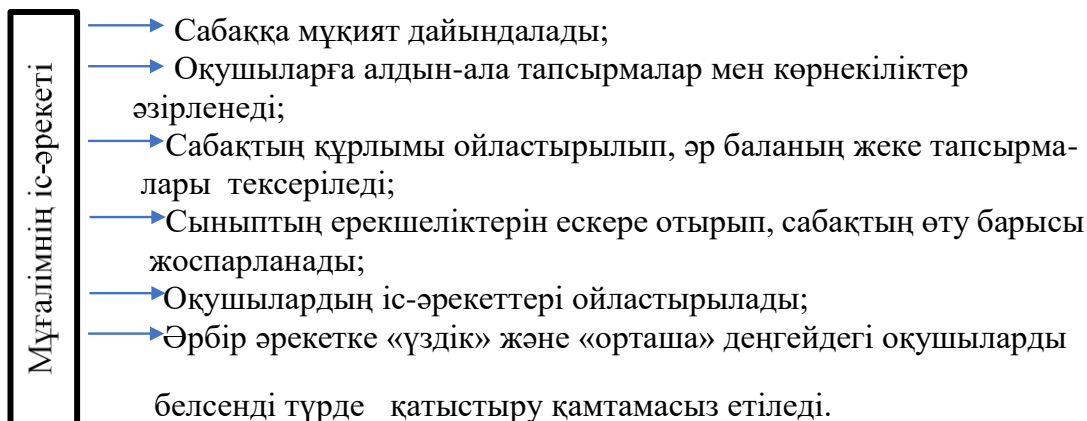 Мұғалімнің іс-әрекеті
Сабаққа мұқият дайындалады;
Оқушыларға алдын-ала тапсырмалар мен көрнекіліктер
әзірленеді;
Сабақтың құрлымы ойластырылып, әр баланың жеке тапсырма-
лары тексеріледі;
Сыныптың ерекшеліктерін ескере отырып, сабақтың өту барысы
жоспарланады;
Оқушылардың іс-әрекеттері ойластырылады;
Әрбір әрекетке «үздік» және «орташа» деңгейдегі оқушыларды
белсенді түрде қатыстыру қамтамасыз етіледі.